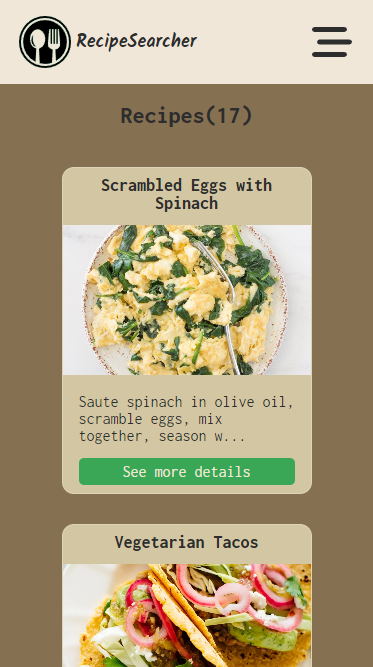 RecipeSearcher
Recipes(17)
Scrambled Eggs with
Spinach
Saute spinach in olive oil,
scramble eggs, mix
together, season w...
See more details
Vegetarian Tacos